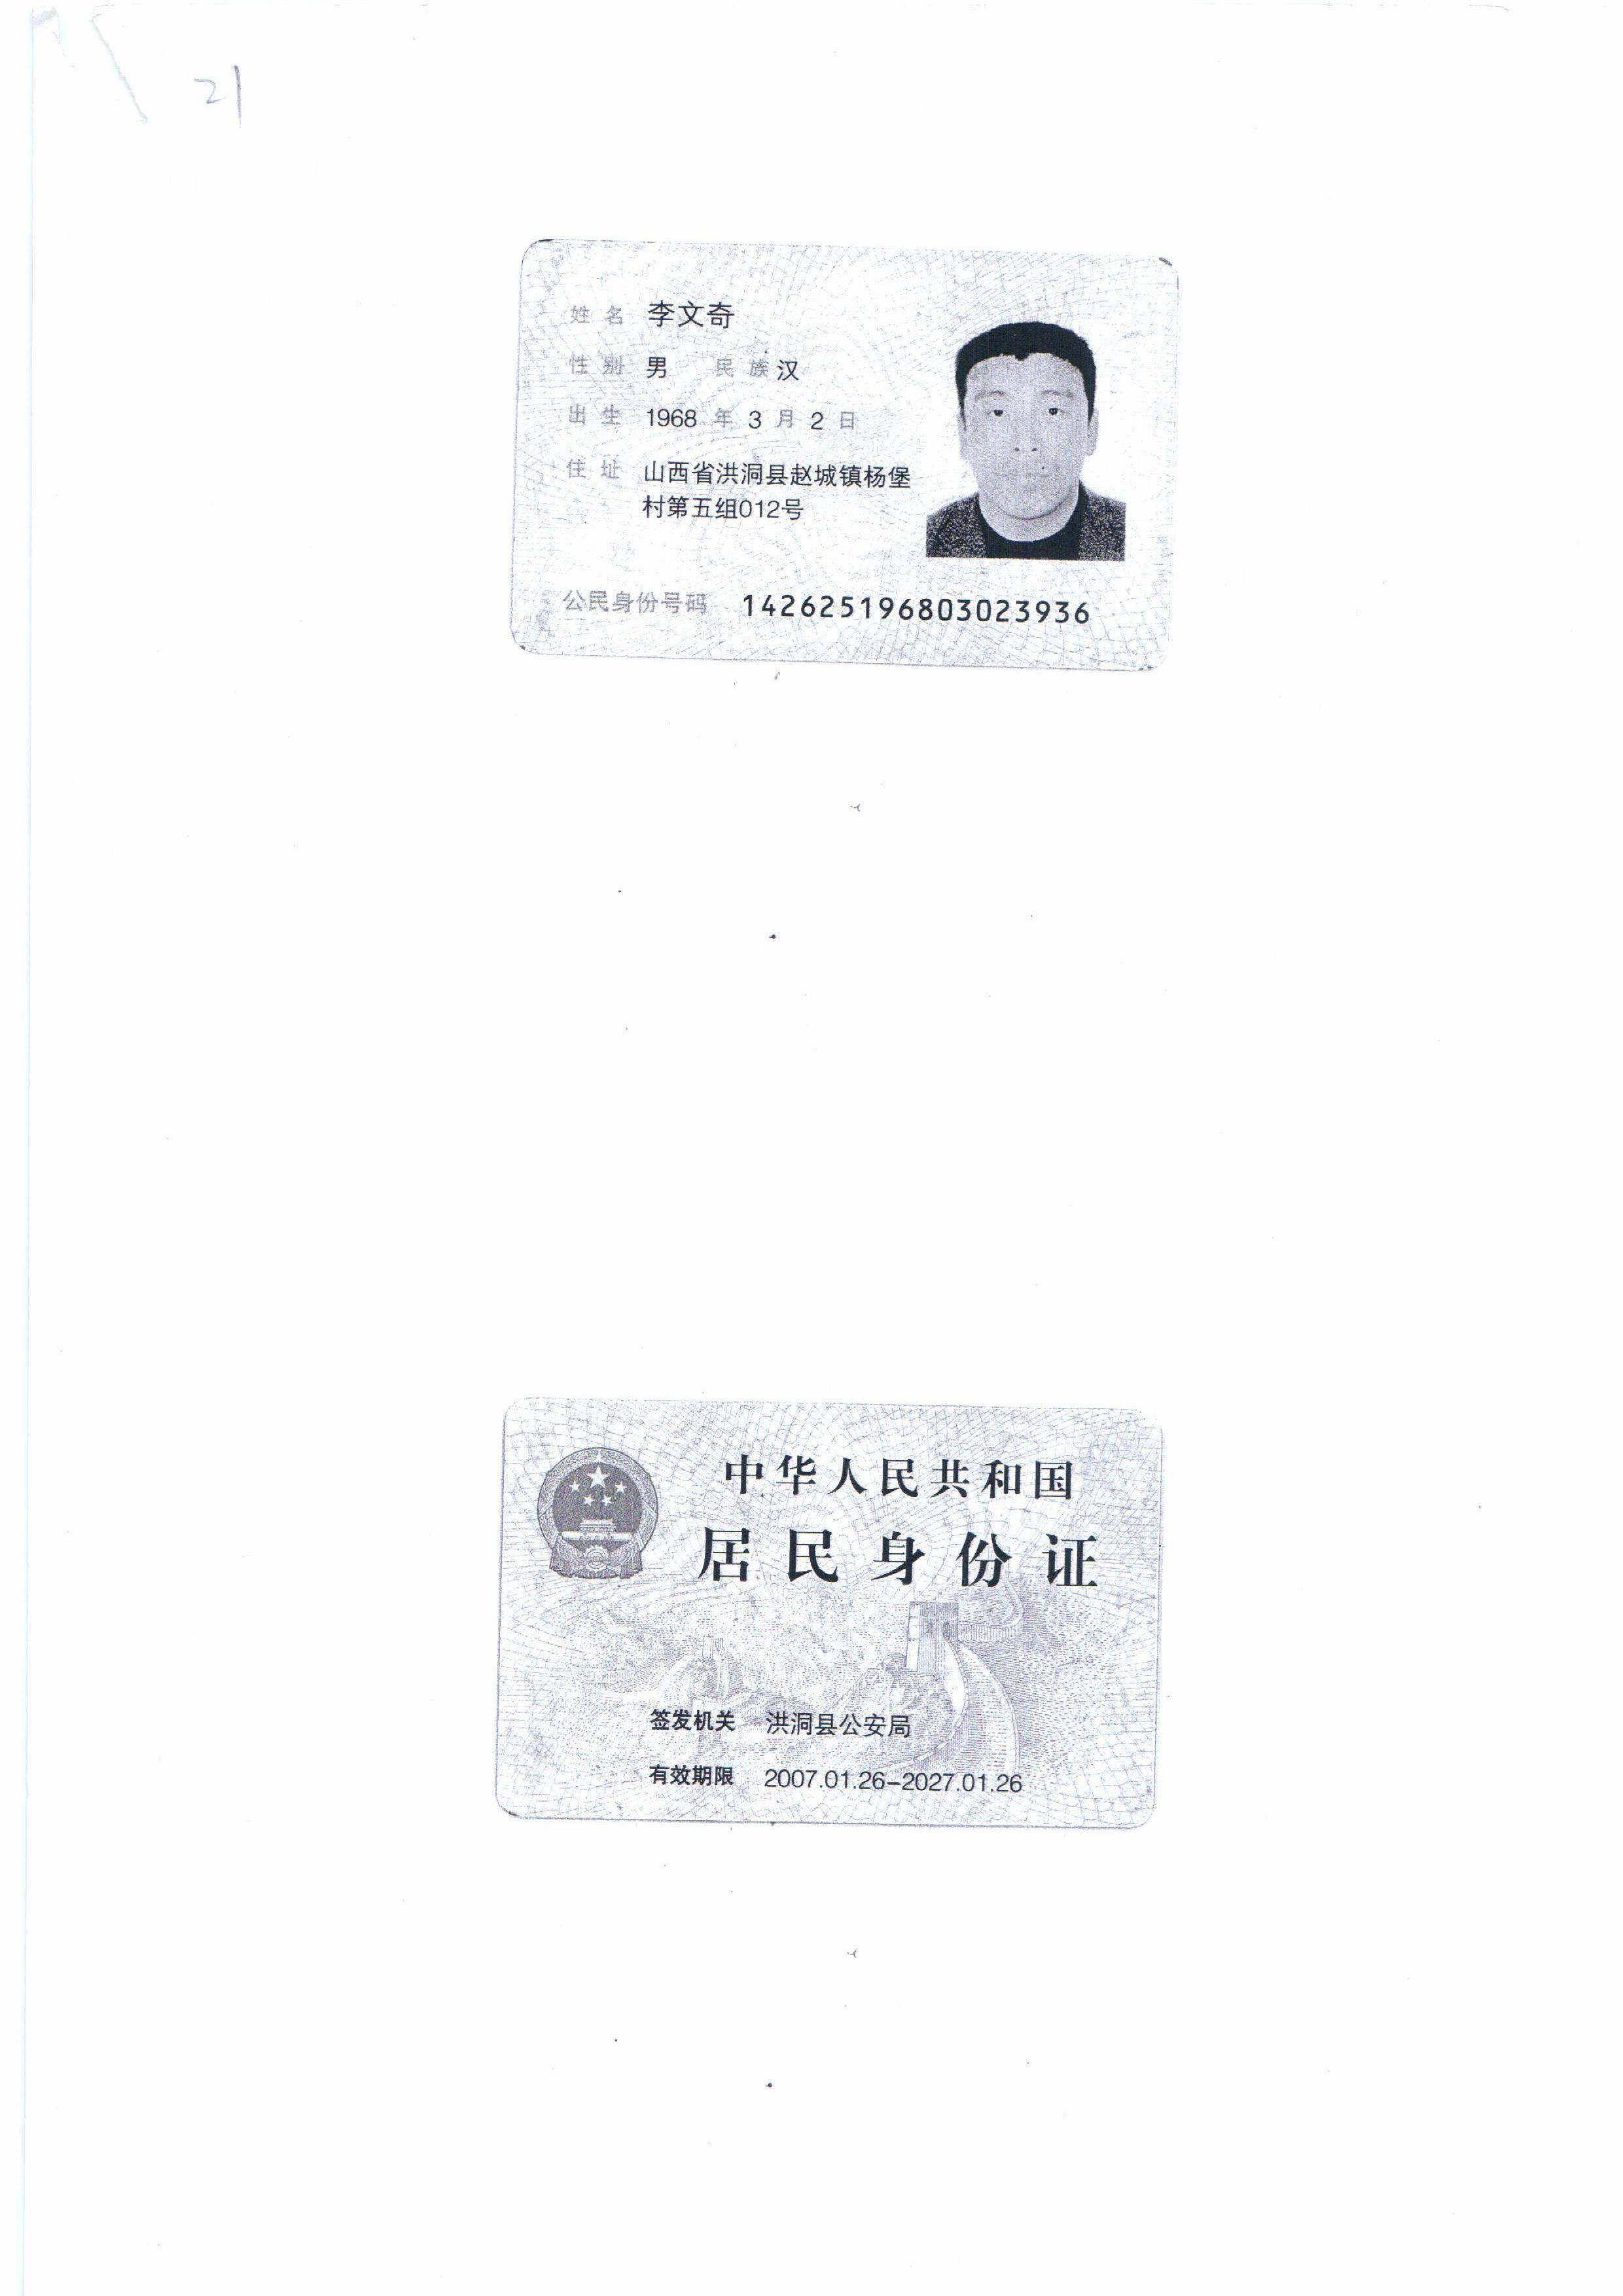 21
姓名 李文奇
性别 男 民族 汉
出生 1968 年 3 月 2 日
住址 山西省洪洞县赵城镇杨堡
村第五组012号
公民身份号码 142625196803023936
中华人民共和国
居民身份证
签发机关 洪洞县公安局
有效期限 2007.01.26-2027.01.26